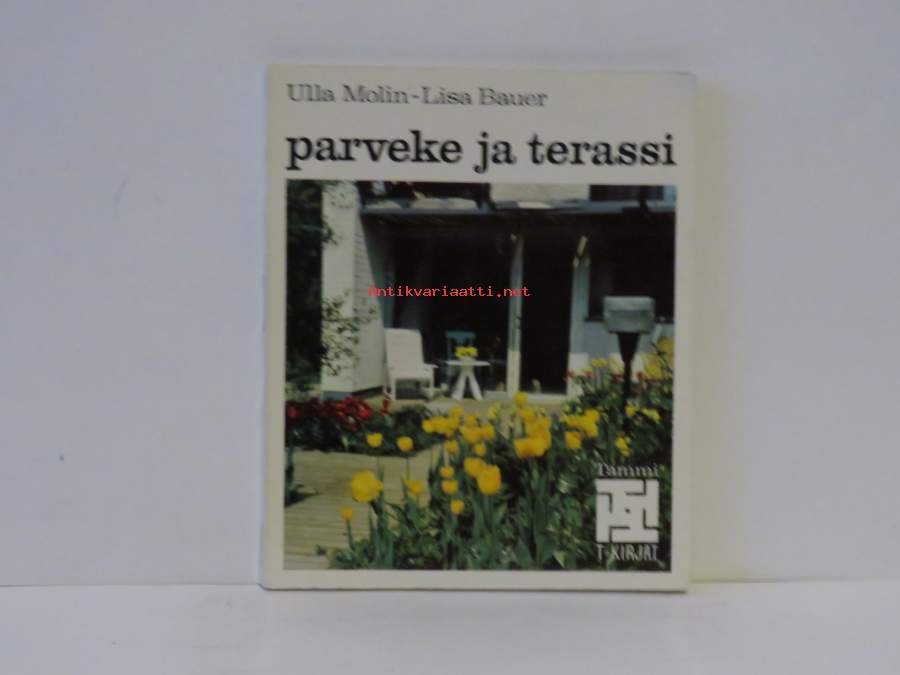 Ulla Molin-Lisa Bauer
parveke ja terassi
antikvariaatti.net
Tammi
T-KIRJAT